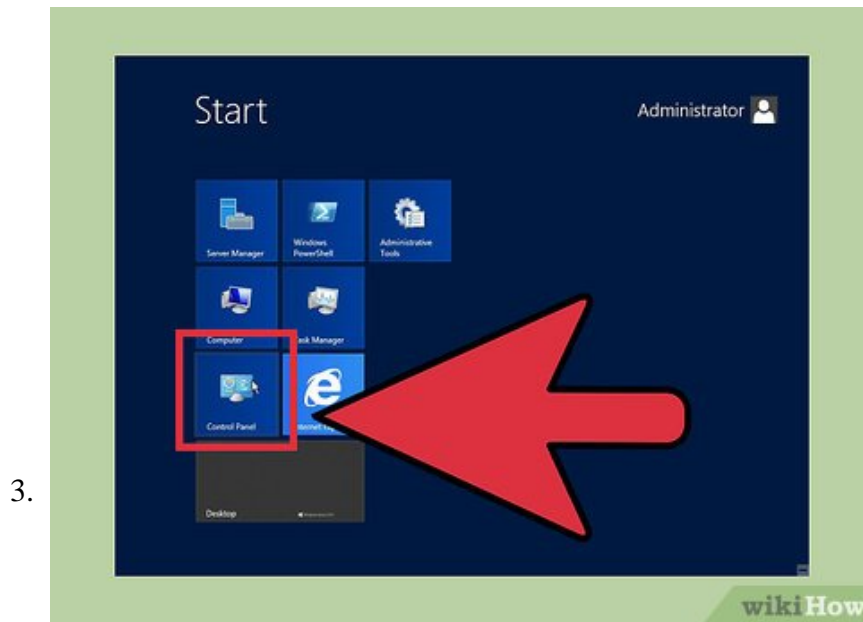 Start
Administrator
Server Manager
Windows
PowerShell
Administrative
Tools
Computer
Task Manager
Control Panel
Desktop
3.
wikiHow